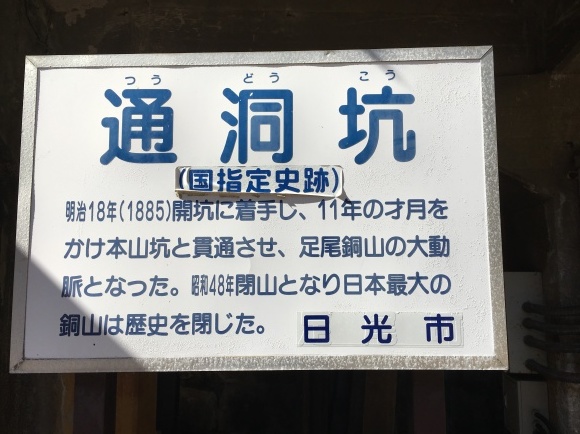 つう どう こう
通洞坑
(国指定史跡)
明治18年(1885)開坑に着手し、11年の才月を
かけ本山坑と貫通させ、足尾銅山の大動
脈となった。昭和48年閉山となり日本最大の
銅山は歴史を閉じた。 日光市